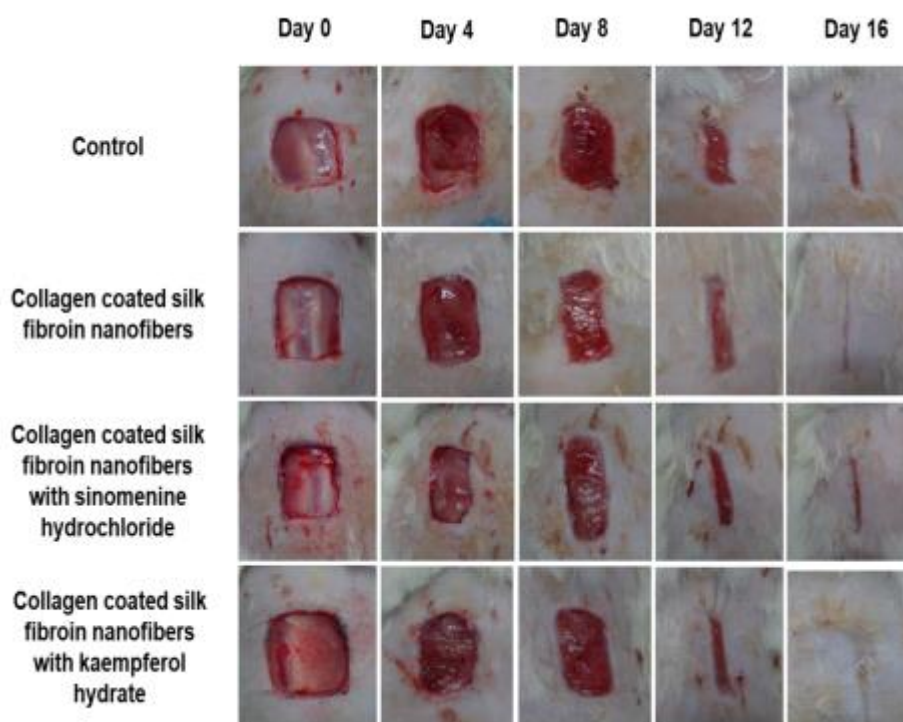 Day 0 Day 4 Day 8 Day 12 Day 16
Control
Collagen coated silk
fibroin nanofibers
Collagen coated silk
fibroin nanofibers
with sinomenine
hydrochloride
Collagen coated silk
fibroin nanofibers
with kaempferol
hydrate